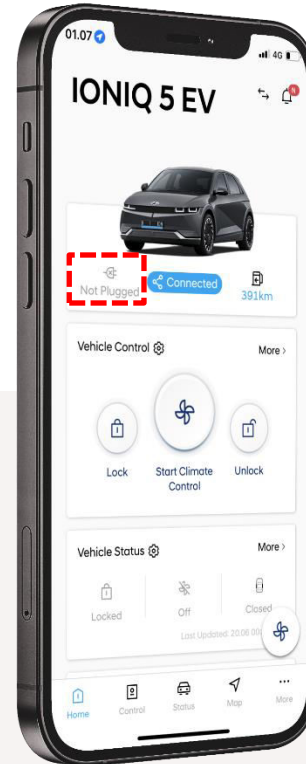 01.07
4G
IONIQ 5 EV
N
Not Plugged
Connected
391km
Vehicle Control
More >
Lock
Start Climate
Control
Unlock
Vehicle Status
More >
Locked
Off
Closed
Last Updated 20:06
Home
Control
Status
Map
More